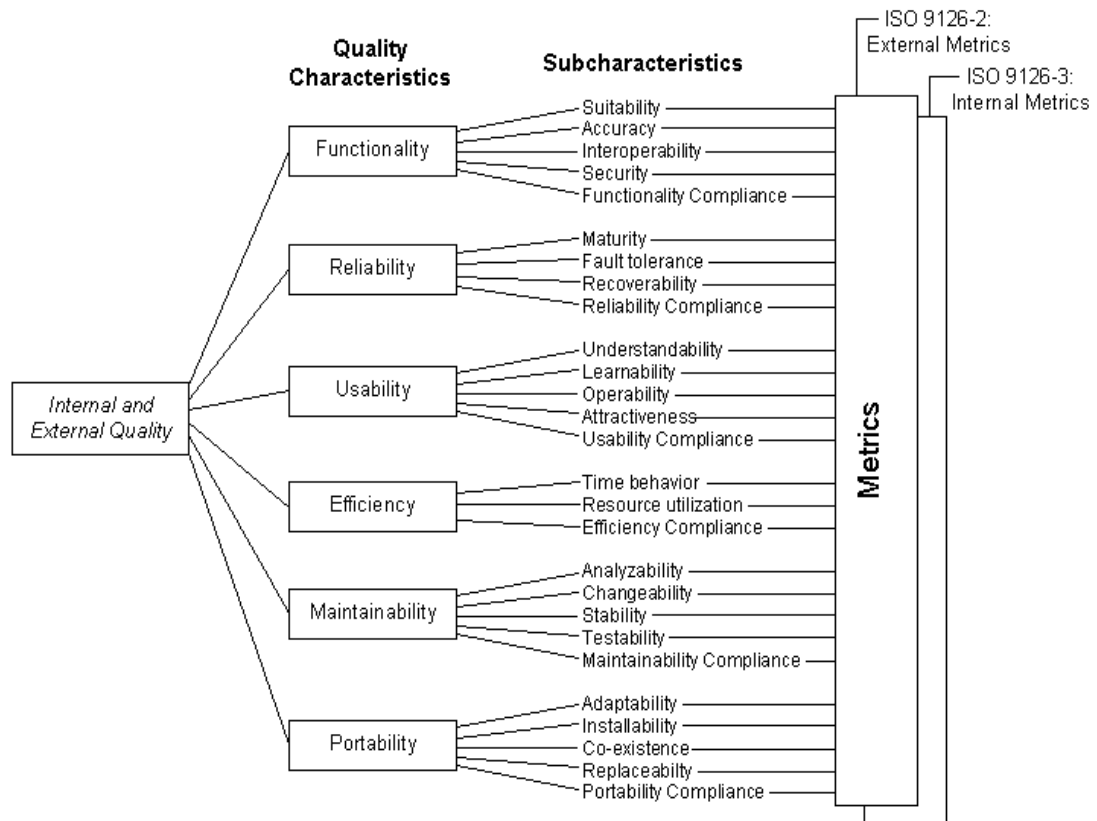 ISO 9126-2:
External Metrics
ISO 9126-3:
Internal Metrics
Quality
Characteristics
Subcharacteristics
Internal and
External Quality
Functionality
Suitability
Accuracy
Interoperability
Security
Functionality Compliance
Reliability
Maturity
Fault tolerance
Recoverability
Reliability Compliance
Usability
Understandability
Learnability
Operability
Attractiveness
Usability Compliance
Efficiency
Time behavior
Resource utilization
Efficiency Compliance
Maintainability
Analyzability
Changeability
Stability
Testability
Maintainability Compliance
Portability
Adaptability
Installability
Co-existence
Replaceabilty
Portability Compliance
Metrics